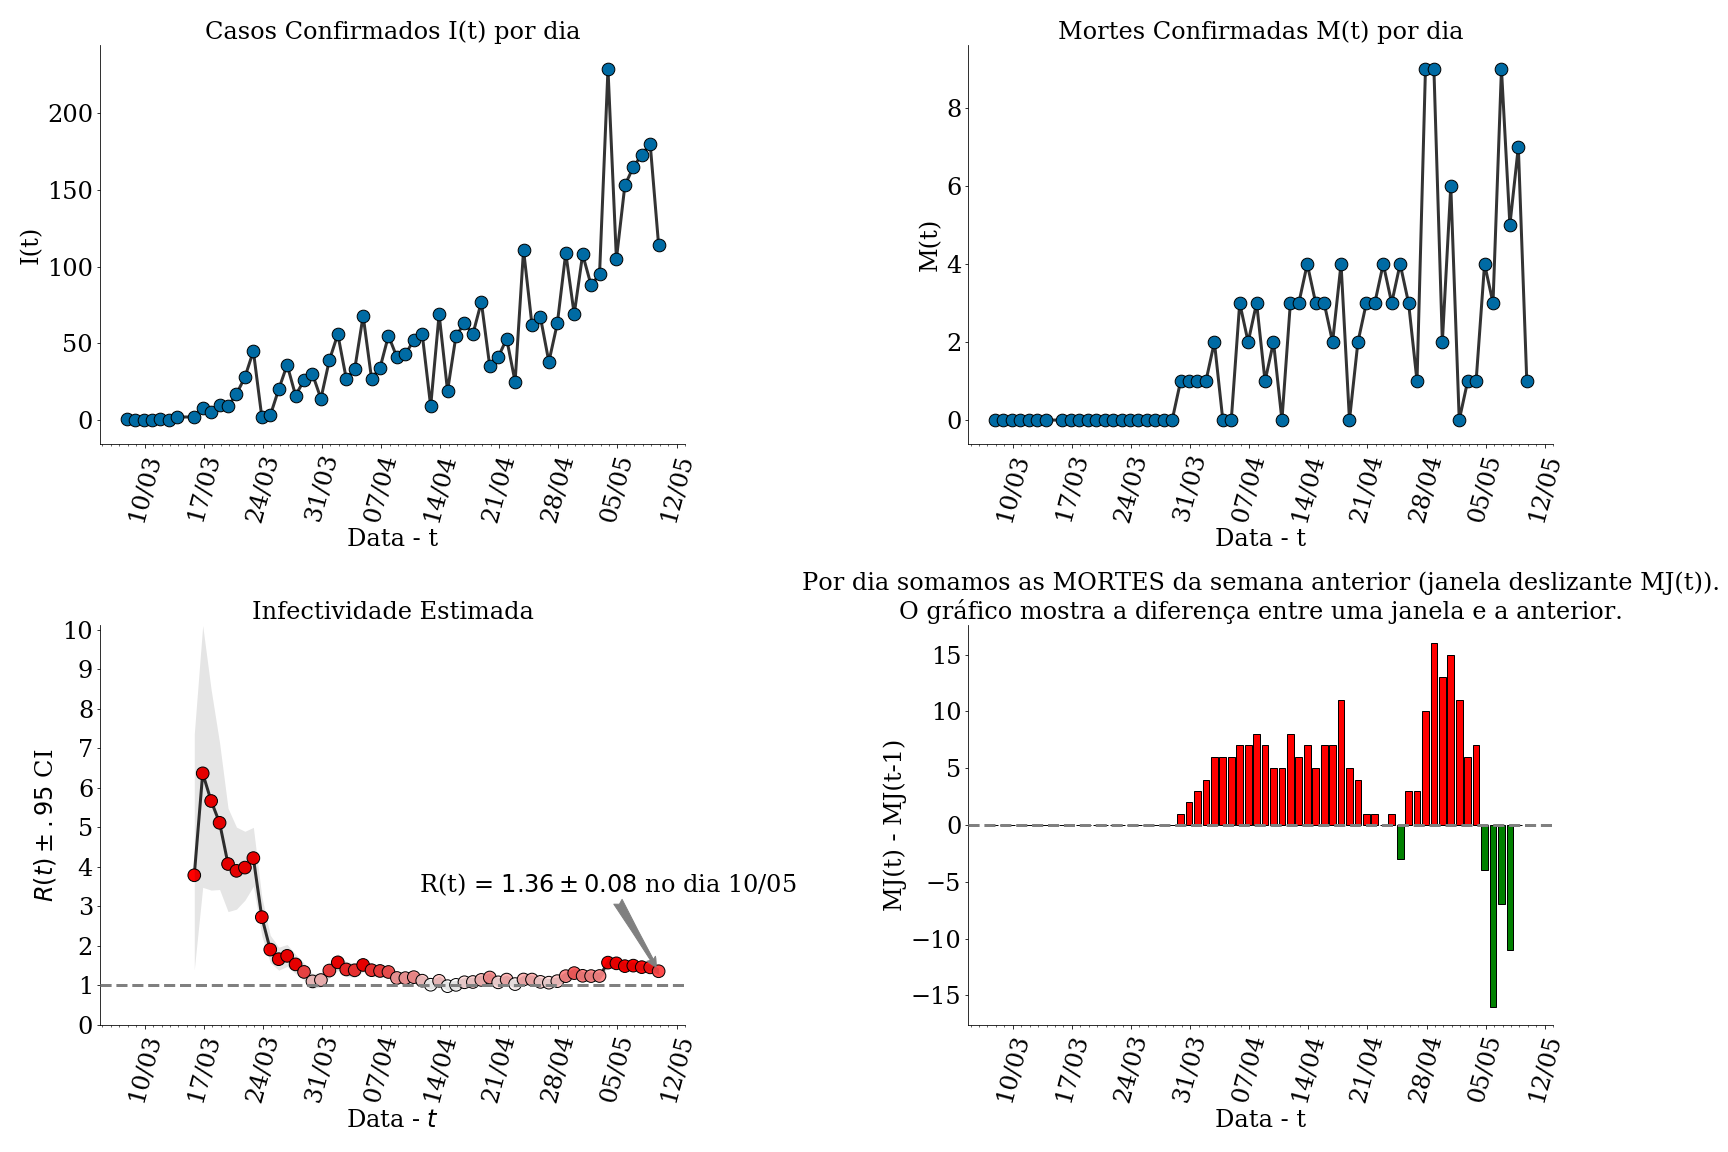 Casos Confirmados I(t) por dia
I(t)
200
150
100
50
0
10/03 17/03 24/03 31/03 07/04 14/04 21/04 28/04 05/05 12/05
Data - t
Mortes Confirmadas M(t) por dia
M(t)
8
6
4
2
0
10/03 17/03 24/03 31/03 07/04 14/04 21/04 28/04 05/05 12/05
Data - t
Infectividade Estimada
R(t) ± .95 CI
10
9
8
7
6
5
4
3
2
1
0
R(t) = 1.36 ± 0.08 no dia 10/05
10/03 17/03 24/03 31/03 07/04 14/04 21/04 28/04 05/05 12/05
Data - t
Por dia somamos as MORTES da semana anterior (janela deslizante MJ(t)).
O gráfico mostra a diferença entre uma janela e a anterior.
MJ(t) - MJ(t-1)
15
10
5
0
−5
−10
−15
10/03 17/03 24/03 31/03 07/04 14/04 21/04 28/04 05/05 12/05
Data - t